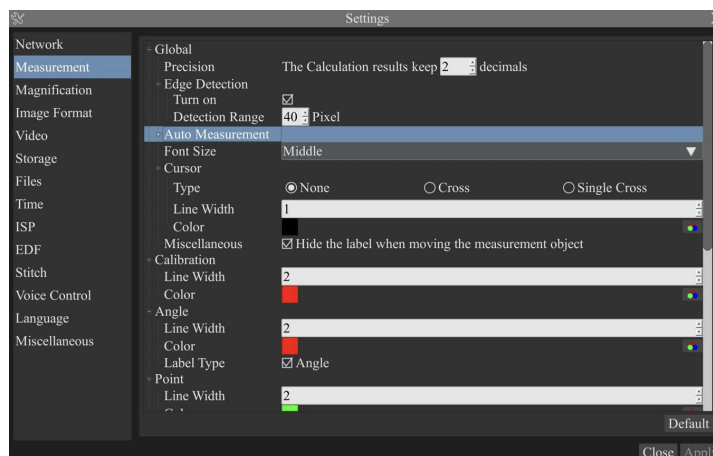 Settings
Network
Measurement
Magnification
Image Format
Video
Storage
Files
Time
ISP
EDF
Stitch
Voice Control
Language
Miscellaneous
Global
Precision The Calculation results keep 2 decimals
Edge Detection
Turn on
Detection Range 40 Pixel
Auto Measurement
Font Size Middle
Cursor
Type None Cross Single Cross
Line Width 1
Color
Miscellaneous Hide the label when moving the measurement object
Calibration
Line Width 2
Color
Angle
Line Width 2
Color
Label Type Angle
Point
Line Width 2
Default
Close Apply